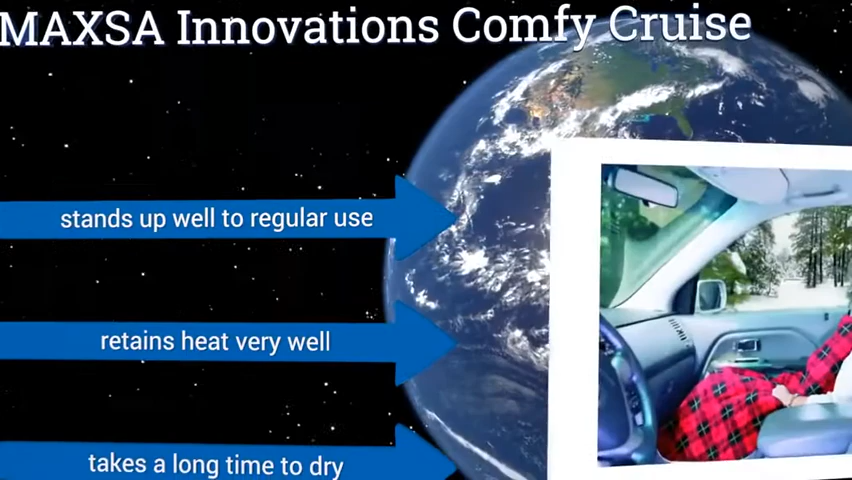 MAXSA Innovations Comfy Cruise
stands up well to regular use
retains heat very well
takes a long time to dry